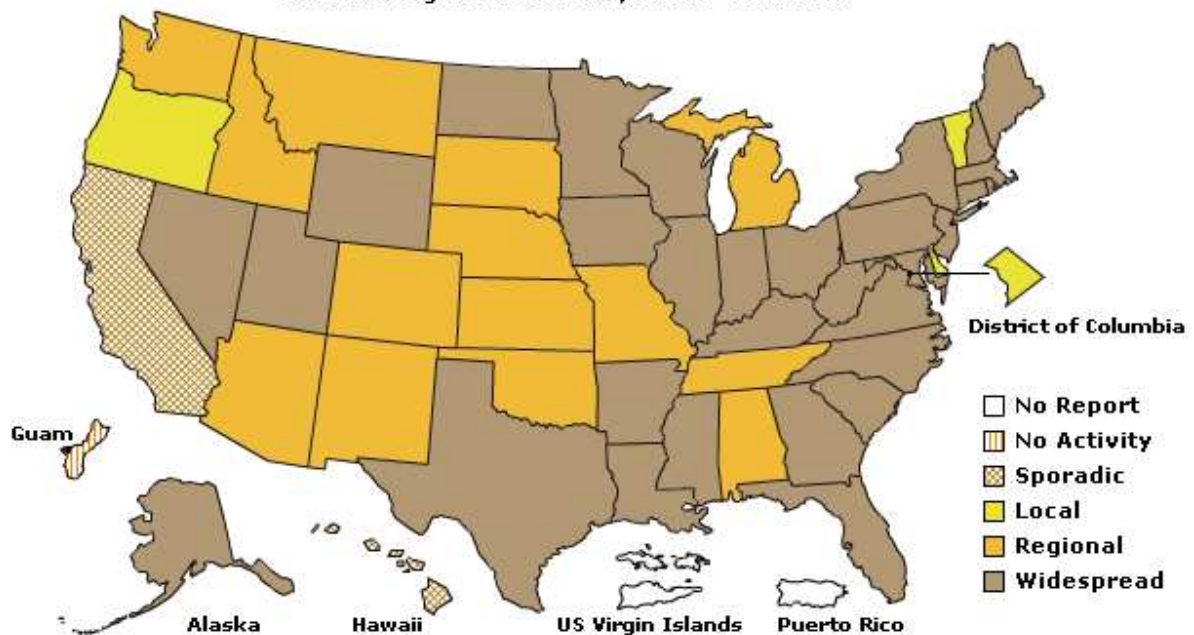 District of Columbia
No Report
Guam
No Activity
Sporadic
Local
Regional
Widespread
Alaska
Hawaii
US Virgin Islands
Puerto Rico